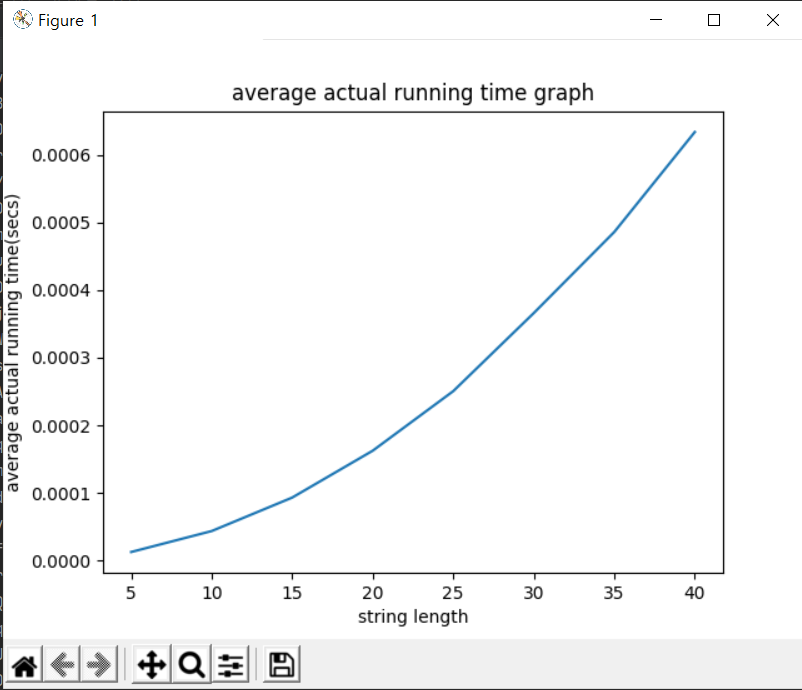 Figure 1
average actual running time graph
average actual running time(secs)
0.0006
0.0005
0.0004
0.0003
0.0002
0.0001
0.0000
5 10 15 20 25 30 35 40
string length